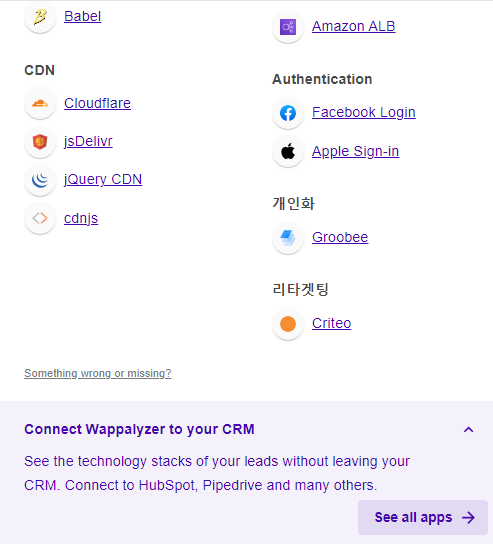 Babel
CDN
Cloudflare
jsDelivr
jQuery CDN
cdnjs
Amazon ALB
Authentication
Facebook Login
Apple Sign-in
개인화
Groobee
리타겟팅
Criteo
Something wrong or missing?
Connect Wappalyzer to your CRM
See the technology stacks of your leads without leaving your
CRM. Connect to HubSpot, Pipedrive and many others.
See all apps